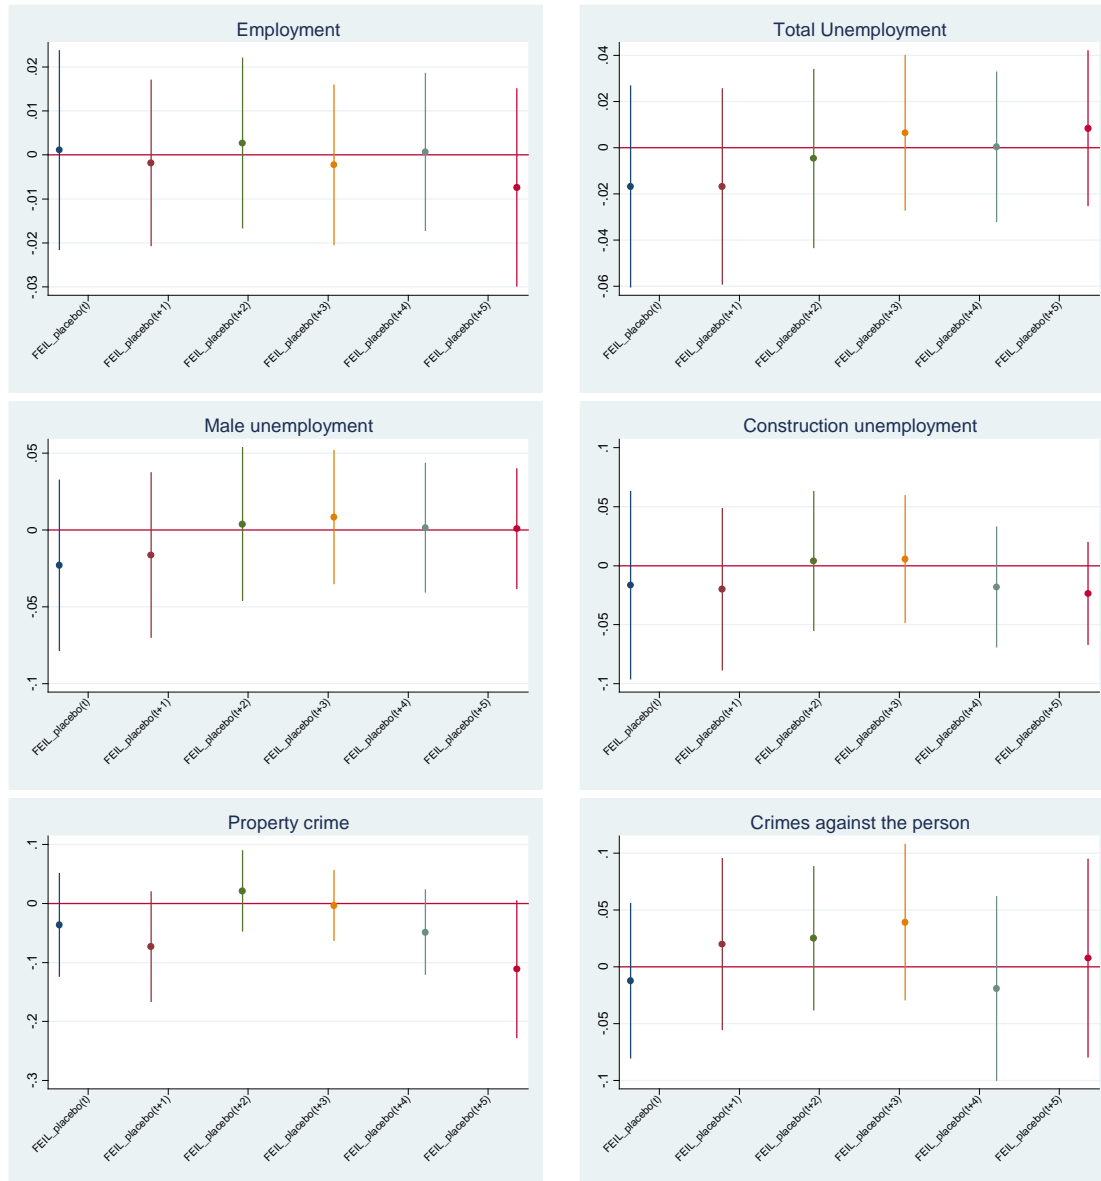 Employment
.02
.01
0
-.01
-.02
-.03
FEIL_placebo(t)
FEIL_placebo(t+1)
FEIL_placebo(t+2)
FEIL_placebo(t+3)
FEIL_placebo(t+4)
FEIL_placebo(t+5)
Total Unemployment
.04
.02
0
-.02
-.04
-.06
FEIL_placebo(t)
FEIL_placebo(t+1)
FEIL_placebo(t+2)
FEIL_placebo(t+3)
FEIL_placebo(t+4)
FEIL_placebo(t+5)
Male unemployment
.05
0
-.05
-.1
FEIL_placebo(t)
FEIL_placebo(t+1)
FEIL_placebo(t+2)
FEIL_placebo(t+3)
FEIL_placebo(t+4)
FEIL_placebo(t+5)
Construction unemployment
.1
.05
0
-.05
-.1
FEIL_placebo(t)
FEIL_placebo(t+1)
FEIL_placebo(t+2)
FEIL_placebo(t+3)
FEIL_placebo(t+4)
FEIL_placebo(t+5)
Property crime
.1
0
-.1
-.2
-.3
FEIL_placebo(t)
FEIL_placebo(t+1)
FEIL_placebo(t+2)
FEIL_placebo(t+3)
FEIL_placebo(t+4)
FEIL_placebo(t+5)
Crimes against the person
.1
.05
0
-.05
-.1
FEIL_placebo(t)
FEIL_placebo(t+1)
FEIL_placebo(t+2)
FEIL_placebo(t+3)
FEIL_placebo(t+4)
FEIL_placebo(t+5)